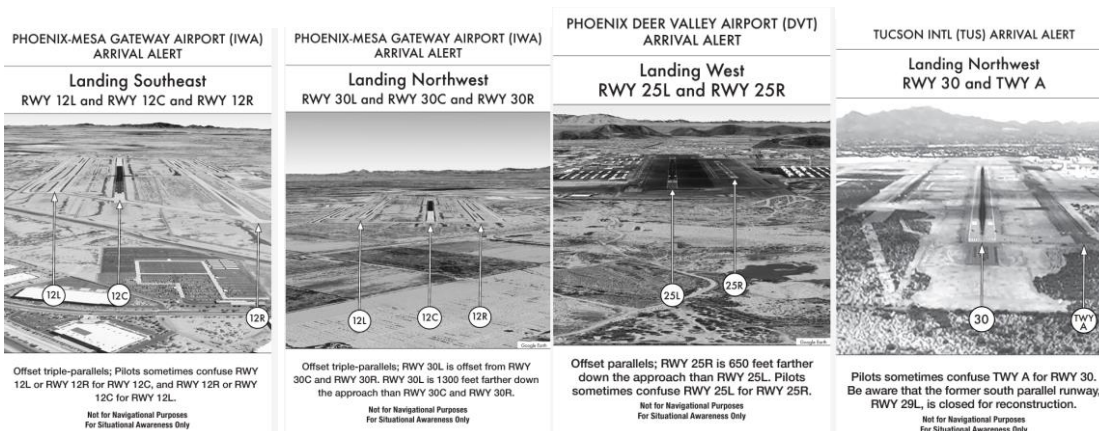 PHOENIX-MESA GATEWAY AIRPORT (IWA)
ARRIVAL ALERT
Landing Southeast
RWY 12L and RWY 12C and RWY 12R
12L
12C
12R
Offset triple-parallels; Pilots sometimes confuse RWY
12L or RWY 12R for RWY 12C, and RWY 12R or RWY
12C for RWY 12L.
Not for Navigational Purposes
For Situational Awareness Only
PHOENIX-MESA GATEWAY AIRPORT (IWA)
ARRIVAL ALERT
Landing Northwest
RWY 30L and RWY 30C and RWY 30R
12L
12C
12R
Google Earth
Offset triple-parallels; RWY 30L is offset from RWY
30C and RWY 30R. RWY 30L is 1300 feet farther down
the approach than RWY 30C and RWY 30R.
Not for Navigational Purposes
For Situational Awareness Only
PHOENIX DEER VALLEY AIRPORT (DVT)
ARRIVAL ALERT
Landing West
RWY 25L and RWY 25R
25L
25R
Google Earth
Offset parallels; RWY 25R is 650 feet farther
down the approach than RWY 25L. Pilots
sometimes confuse RWY 25L for RWY 25R.
Not for Navigational Purposes
For Situational Awareness Only
TUCSON INTL (TUS) ARRIVAL ALERT
Landing Northwest
RWY 30 and TWY A
30
TWY
A
Pilots sometimes confuse TWY A for RWY 30.
Be aware that the former south parallel runway,
RWY 29L, is closed for reconstruction.
Not for Navigational Purposes
For Situational Awareness Only